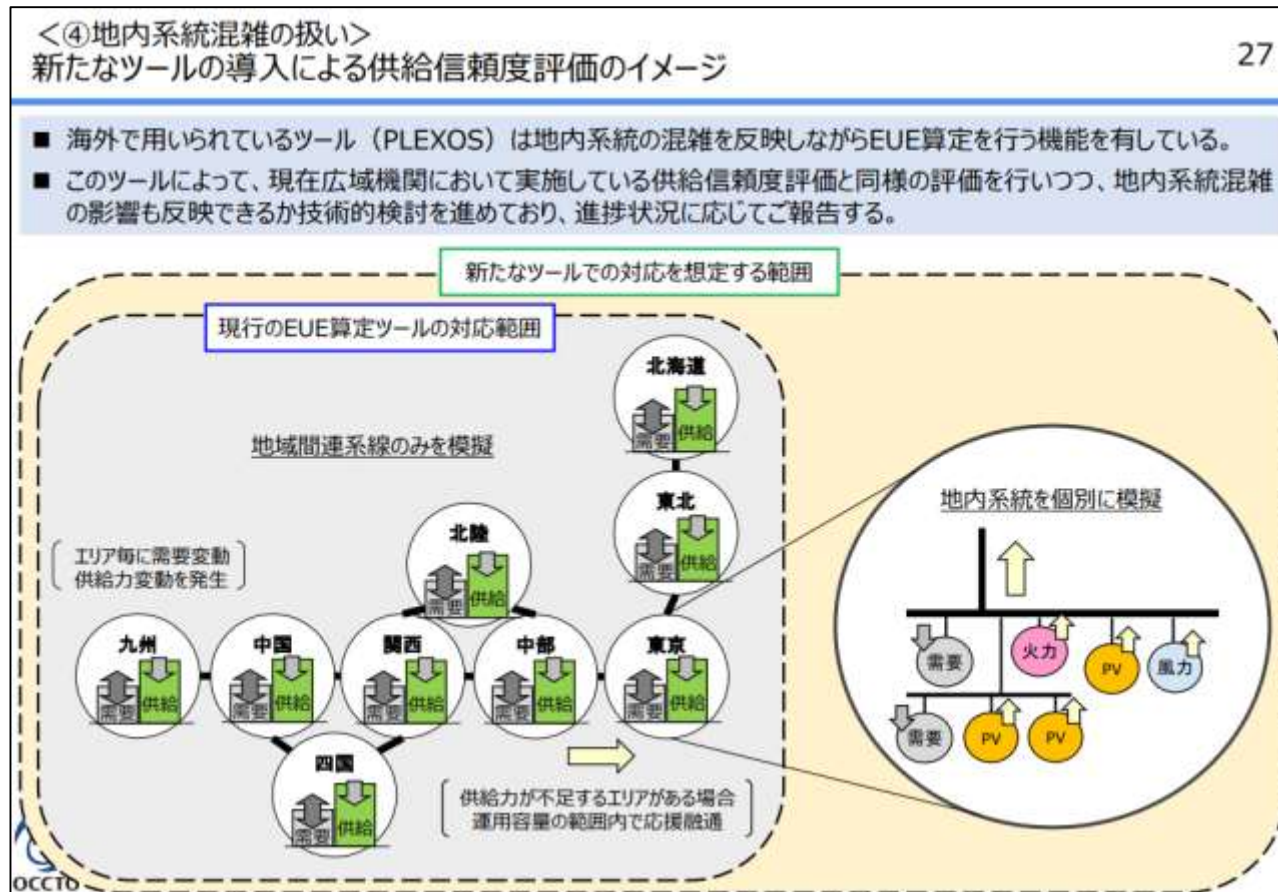 ＜④地内系統混雑の扱い＞
新たなツールの導入による供給信頼度評価のイメージ
27
■ 海外で用いられているツール（PLEXOS）は地内系統の混雑を反映しながらEUE算定を行う機能を有している。
■ このツールによって、現在広域機関において実施している供給信頼度評価と同様の評価を行いつつ、地内系統混雑
の影響も反映できるか技術的検討を進めており、進捗状況に応じてご報告する。
新たなツールでの対応を想定する範囲
現行のEUE算定ツールの対応範囲
地域間連系線のみを模擬
北海道
需要
供給
東北
需要
供給
北陸
需要
供給
エリア毎に需要変動
供給力変動を発生
九州
需要
供給
中国
需要
供給
関西
需要
供給
中部
需要
供給
東京
需要
供給
四国
需要
供給
供給力が不足するエリアがある場合
運用容量の範囲内で応援融通
地内系統を個別に模擬
需要
火力
PV
風力
需要
PV
PV
OCCTO